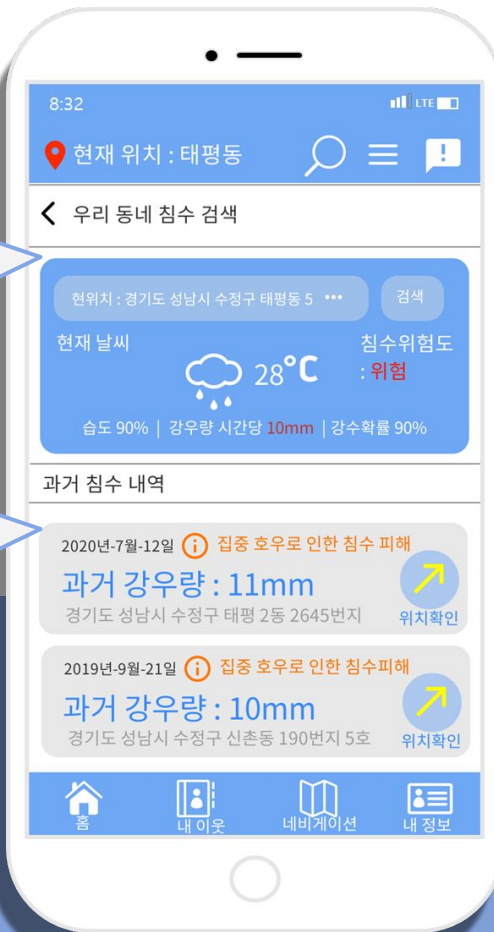 8:32 LTE
현재 위치 : 태평동
우리 동네 침수 검색
현위치 : 경기도 성남시 수정구 태평동 5 ••• 검색
현재 날씨 침수위험도
28°C : 위험
습도 90% | 강우량 시간당 10mm | 강수확률 90%
과거 침수 내역
2020년-7월-12일 집중 호우로 인한 침수 피해
과거 강우량 : 11mm
경기도 성남시 수정구 태평 2동 2645번지 위치확인
2019년-9월-21일 집중 호우로 인한 침수피해
과거 강우량 : 10mm
경기도 성남시 수정구 신촌동 190번지 5호 위치확인
홈 내 이웃 네비게이션 내 정보